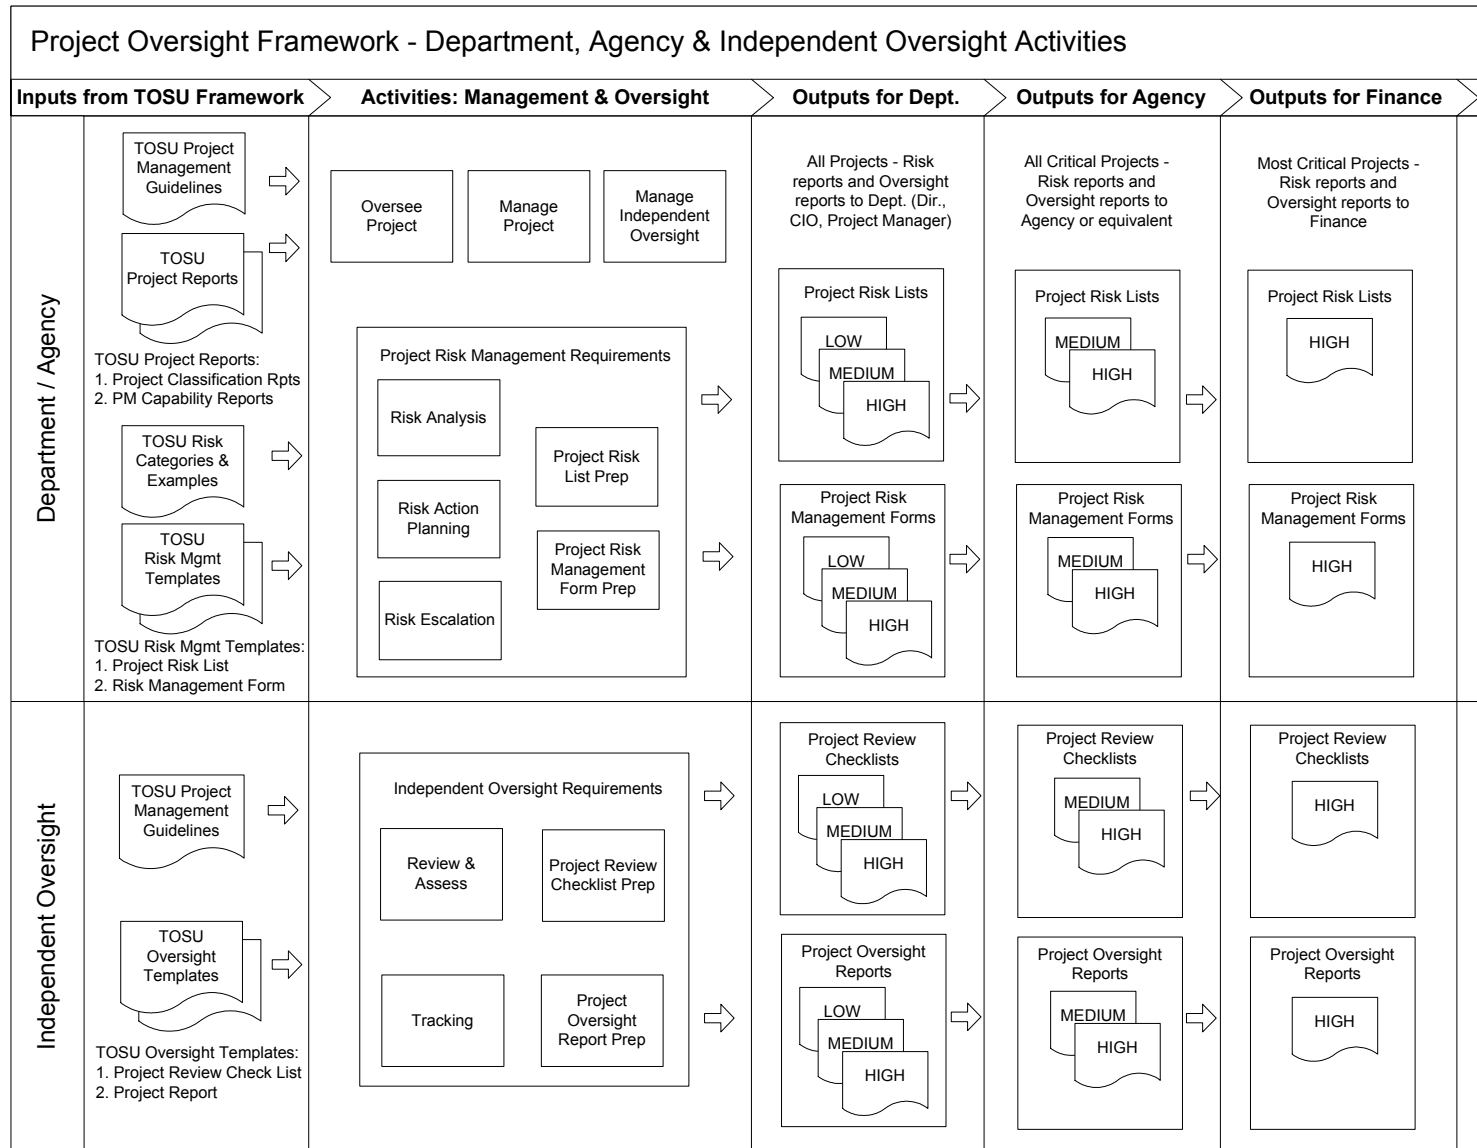 Project Oversight Framework - Department, Agency & Independent Oversight Activities
Inputs from TOSU Framework
Activities: Management & Oversight
Outputs for Dept.
Outputs for Agency
Outputs for Finance
Department / Agency
TOSU Project
Management
Guidelines
TOSU
Project Reports
TOSU Project Reports:
1. Project Classification Rpts
2. PM Capability Reports
TOSU Risk
Categories &
Examples
TOSU
Risk Mgmt
Templates
TOSU Risk Mgmt Templates:
1. Project Risk List
2. Risk Management Form
Oversee
Project
Manage
Project
Manage
Independent
Oversight
Project Risk Management Requirements
Risk Analysis
Risk Action
Planning
Risk Escalation
Project Risk
List Prep
Project Risk
Management
Form Prep
All Projects - Risk
reports and Oversight
reports to Dept. (Dir.,
CIO, Project Manager)
Project Risk Lists
LOW
MEDIUM
HIGH
Project Risk
Management Forms
LOW
MEDIUM
HIGH
All Critical Projects -
Risk reports and
Oversight reports to
Agency or equivalent
Project Risk Lists
MEDIUM
HIGH
Project Risk
Management Forms
MEDIUM
HIGH
Most Critical Projects -
Risk reports and
Oversight reports to
Finance
Project Risk Lists
HIGH
Project Risk
Management Forms
HIGH
Independent Oversight
TOSU Project
Management
Guidelines
TOSU
Oversight
Templates
TOSU Oversight Templates:
1. Project Review Check List
2. Project Report
Independent Oversight Requirements
Review &
Assess
Project Review
Checklist Prep
Tracking
Project
Oversight
Report Prep
Project Review
Checklists
LOW
MEDIUM
HIGH
Project Oversight
Reports
LOW
MEDIUM
HIGH
Project Review
Checklists
MEDIUM
HIGH
Project Oversight
Reports
MEDIUM
HIGH
Project Review
Checklists
HIGH
Project Oversight
Reports
HIGH